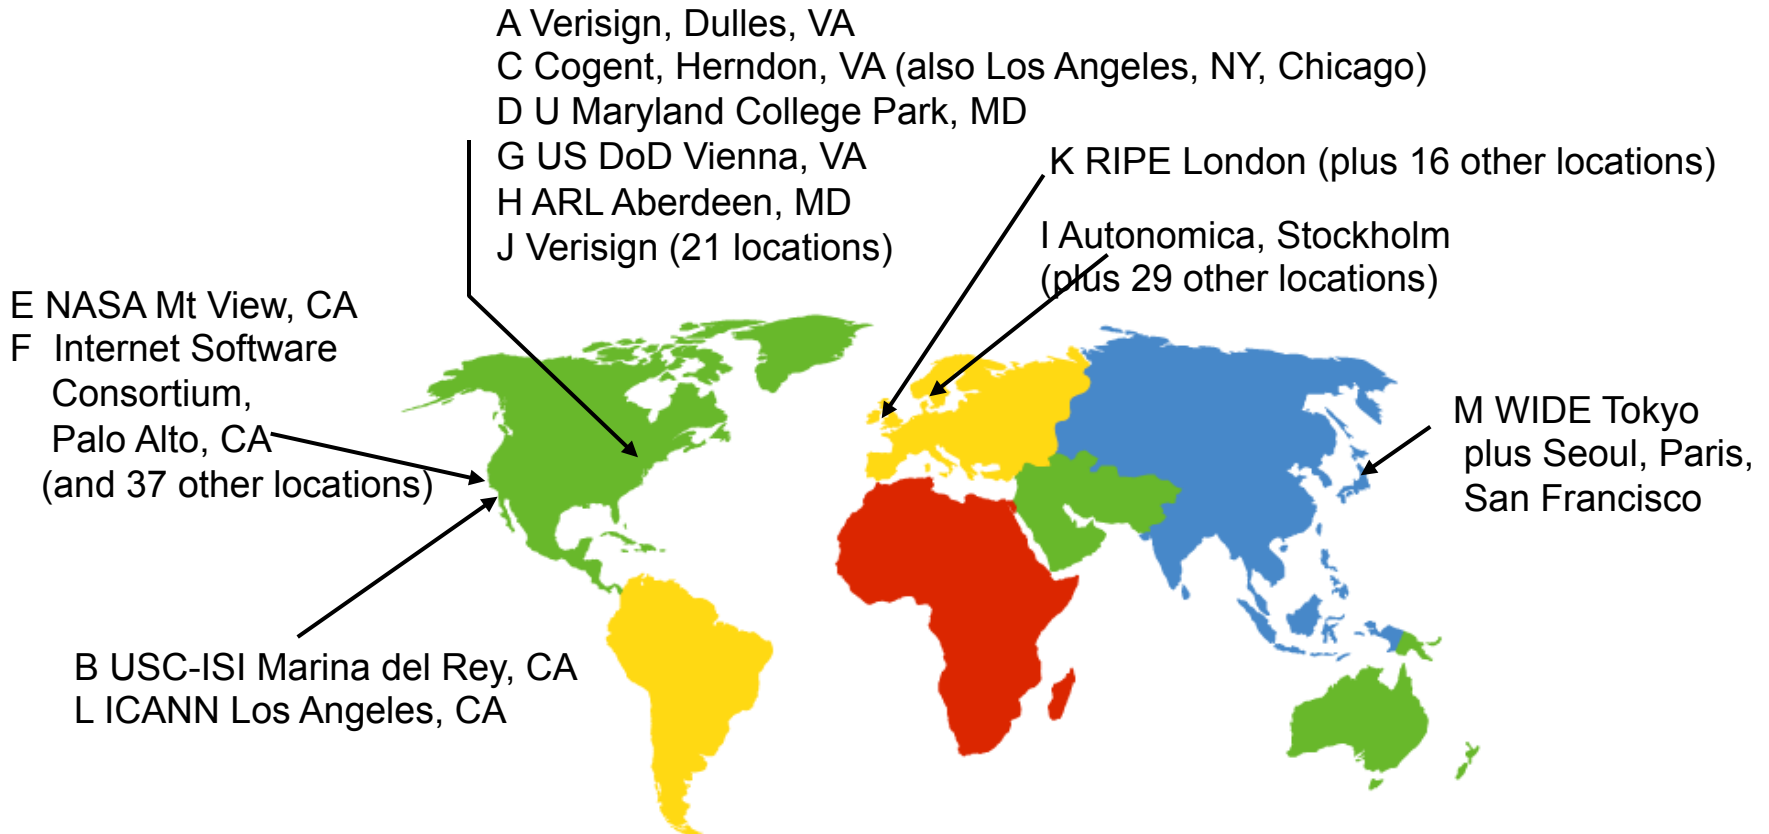 A Verisign, Dulles, VA
C Cogent, Herndon, VA (also Los Angeles, NY, Chicago)
D U Maryland College Park, MD
G US DoD Vienna, VA
H ARL Aberdeen, MD
J Verisign (21 locations)
K RIPE London (plus 16 other locations)
I Autonomica, Stockholm
(plus 29 other locations)
E NASA Mt View, CA
F Internet Software
Consortium,
Palo Alto, CA
(and 37 other locations)
M WIDE Tokyo
plus Seoul, Paris,
San Francisco
B USC-ISI Marina del Rey, CA
L ICANN Los Angeles, CA